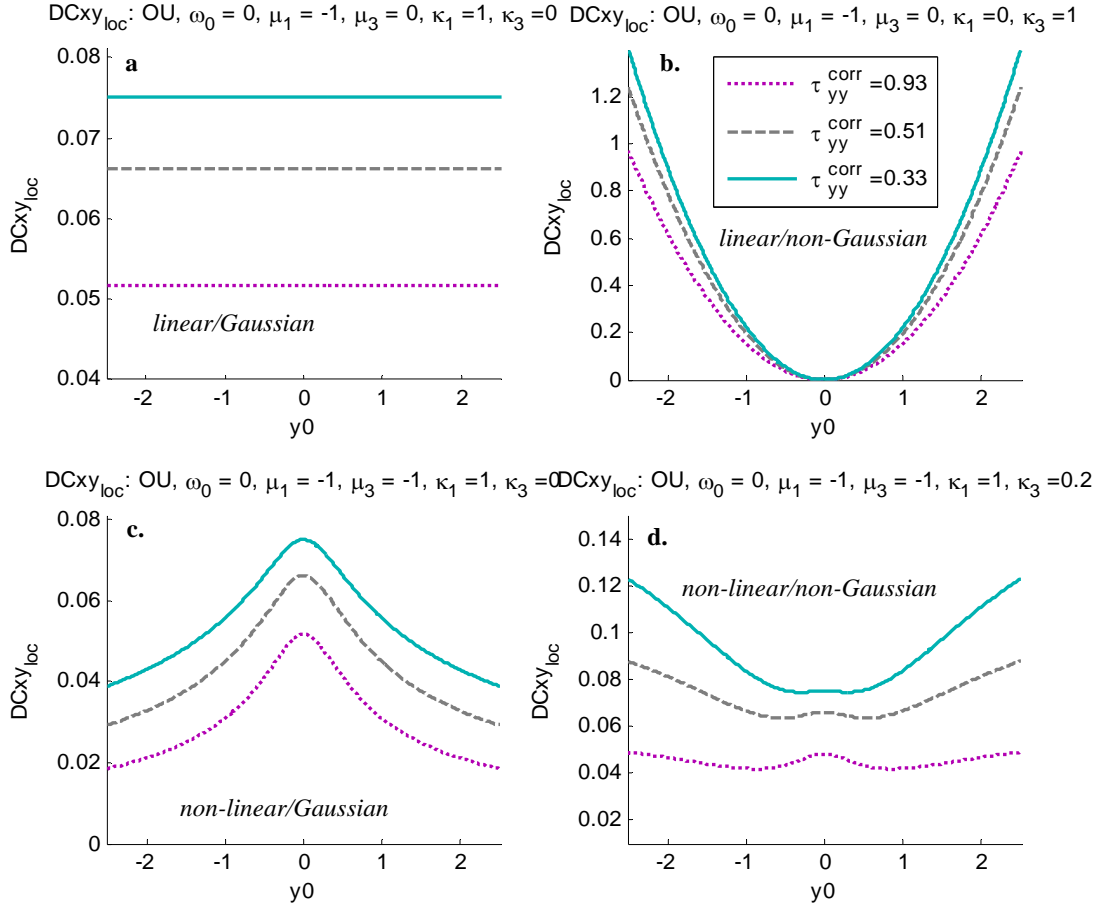 DCxy_loc: OU, ω_0 = 0, μ_1 = -1, μ_3 = 0, κ_1 =1, κ_3 =0
a
0.08
0.07
0.06
0.05
0.04
DCxy_loc
linear/Gaussian
-2 -1 0 1 2
y0
DCxy_loc: OU, ω_0 = 0, μ_1 = -1, μ_3 = 0, κ_1 =0, κ_3 =1
b.
τ_yy^corr =0.93
τ_yy^corr =0.51
τ_yy^corr =0.33
1.2
1
0.8
0.6
0.4
0.2
0
DCxy_loc
linear/non-Gaussian
-2 -1 0 1 2
y0
DCxy_loc: OU, ω_0 = 0, μ_1 = -1, μ_3 = -1, κ_1 =1, κ_3 =0
c.
0.08
0.06
0.04
0.02
0
DCxy_loc
non-linear/Gaussian
-2 -1 0 1 2
y0
DCxy_loc: OU, ω_0 = 0, μ_1 = -1, μ_3 = -1, κ_1 =1, κ_3 =0.2
d.
0.14
0.12
0.1
0.08
0.06
0.04
0.02
DCxy_loc
non-linear/non-Gaussian
-2 -1 0 1 2
y0